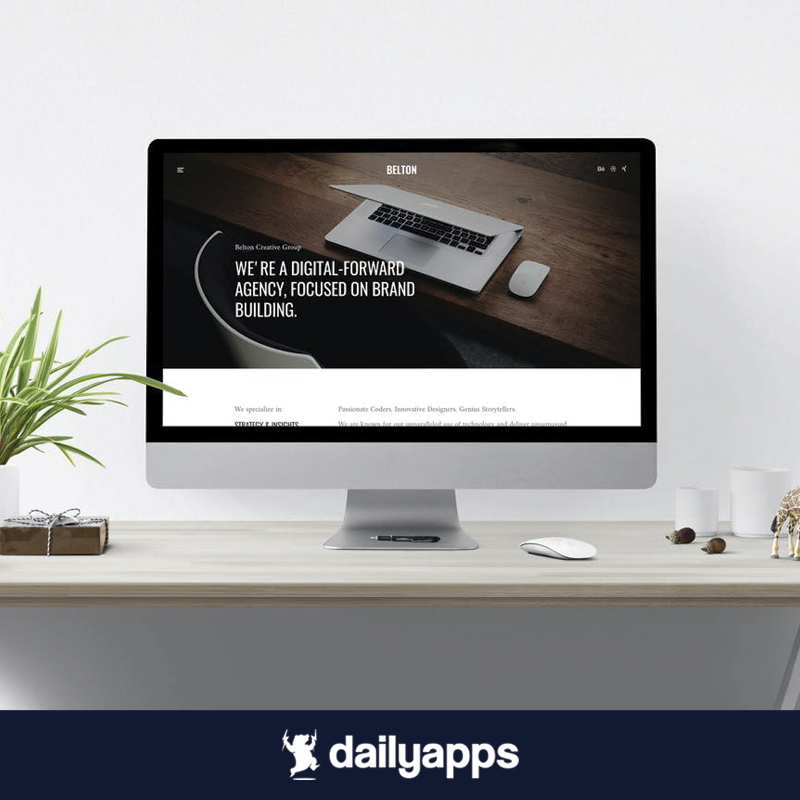 BELTON
Bē
Belton Creative Group
WE'RE A DIGITAL-FORWARD
AGENCY, FOCUSED ON BRAND
BUILDING.
We specialize in:
Passionate Coders. Innovative Designers. Genius Storytellers.
STRATEGY & INSIGHTS
We are known for our unparalleled use of technology and deliver unsurpassed
dailyapps